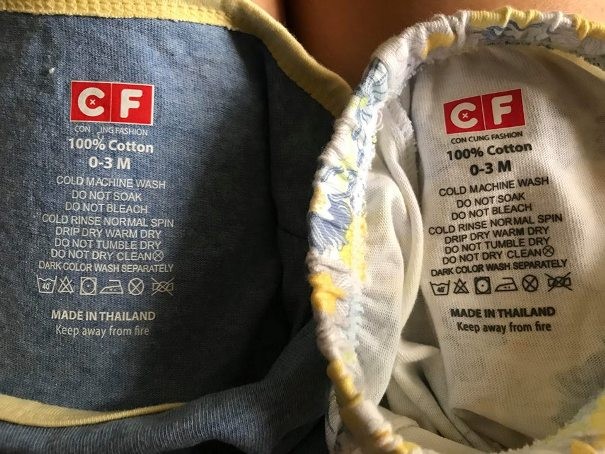 CF
CON UNG FASHION
100% Cotton
0-3 M
COLD MACHINE WASH
DO NOT SOAK
DO NOT BLEACH
COLD RINSE NORMAL SPIN
DRIP DRY WARM DRY
DO NOT TUMBLE DRY
DO NOT DRY CLEAN
DARK COLOR WASH SEPARATELY
40
MADE IN THAILAND
Keep away from fire
CF
CON CUNG FASHION
100% Cotton
0-3 M
COLD MACHINE WASH
DO NOT SOAK
DO NOT BLEACH
COLD RINSE NORMAL SPIN
DRIP DRY WARM DRY
DO NOT TUMBLE DRY
DO NOT DRY CLEAN
DARK COLOR WASH SEPARATELY
40
MADE IN THAILAND
Keep away from fire